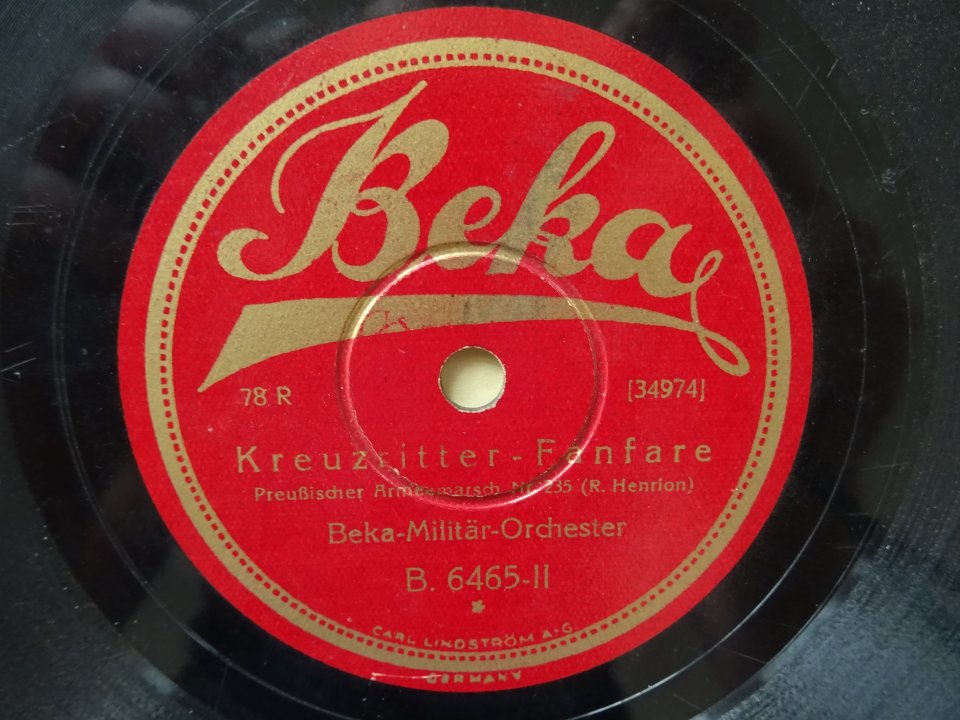 Beka
78 R [34974]
Kreuzritter-Fanfare
Preußischer Armeemarsch Nr. 235 (R. Henrion)
Beka-Militär-Orchester
B. 6465-II
CARL LINDSTRÖM A.-G.
GERMANY